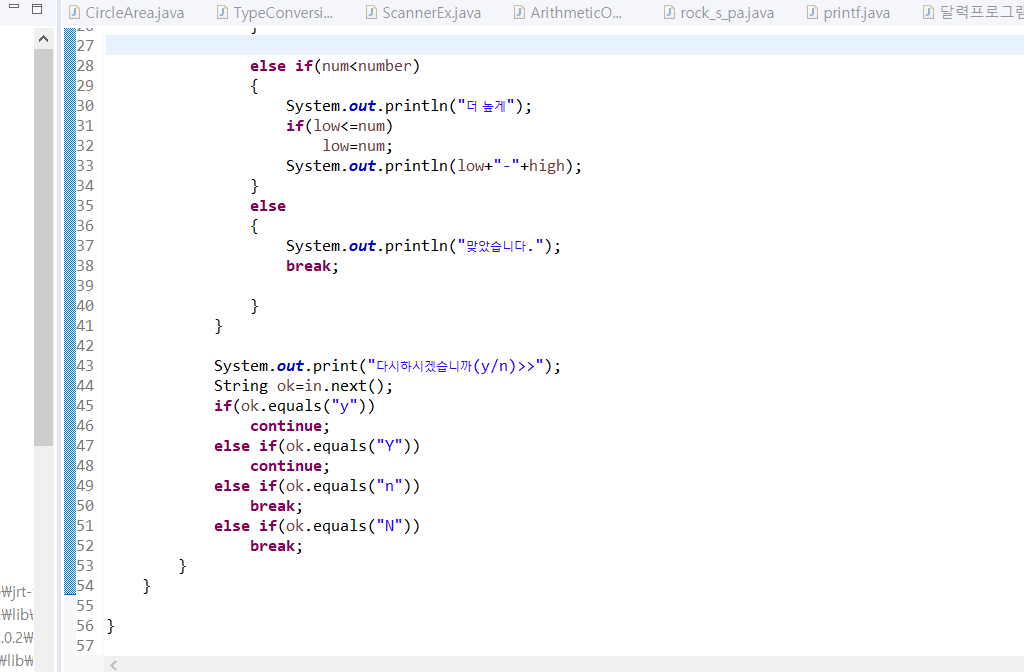 CircleArea.java TypeConversi... ScannerEx.java ArithmeticO... rock_s_pa.java printf.java 달력프로그램
26 }
27
28 else if(num<number)
29 {
30 System.out.println("더 높게");
31 if(low<=num)
32 low=num;
33 System.out.println(low+"-"+high);
34 }
35 else
36 {
37 System.out.println("맞았습니다.");
38 break;
39
40 }
41 }
42
43 System.out.print("다시하시겠습니까(y/n)>>");
44 String ok=in.next();
45 if(ok.equals("y"))
46 continue;
47 else if(ok.equals("Y"))
48 continue;
49 else if(ok.equals("n"))
50 break;
51 else if(ok.equals("N"))
52 break;
53 }
54 }
55
56 }
57
₩jrt-
₩lib₩
.0.2₩
₩lib₩